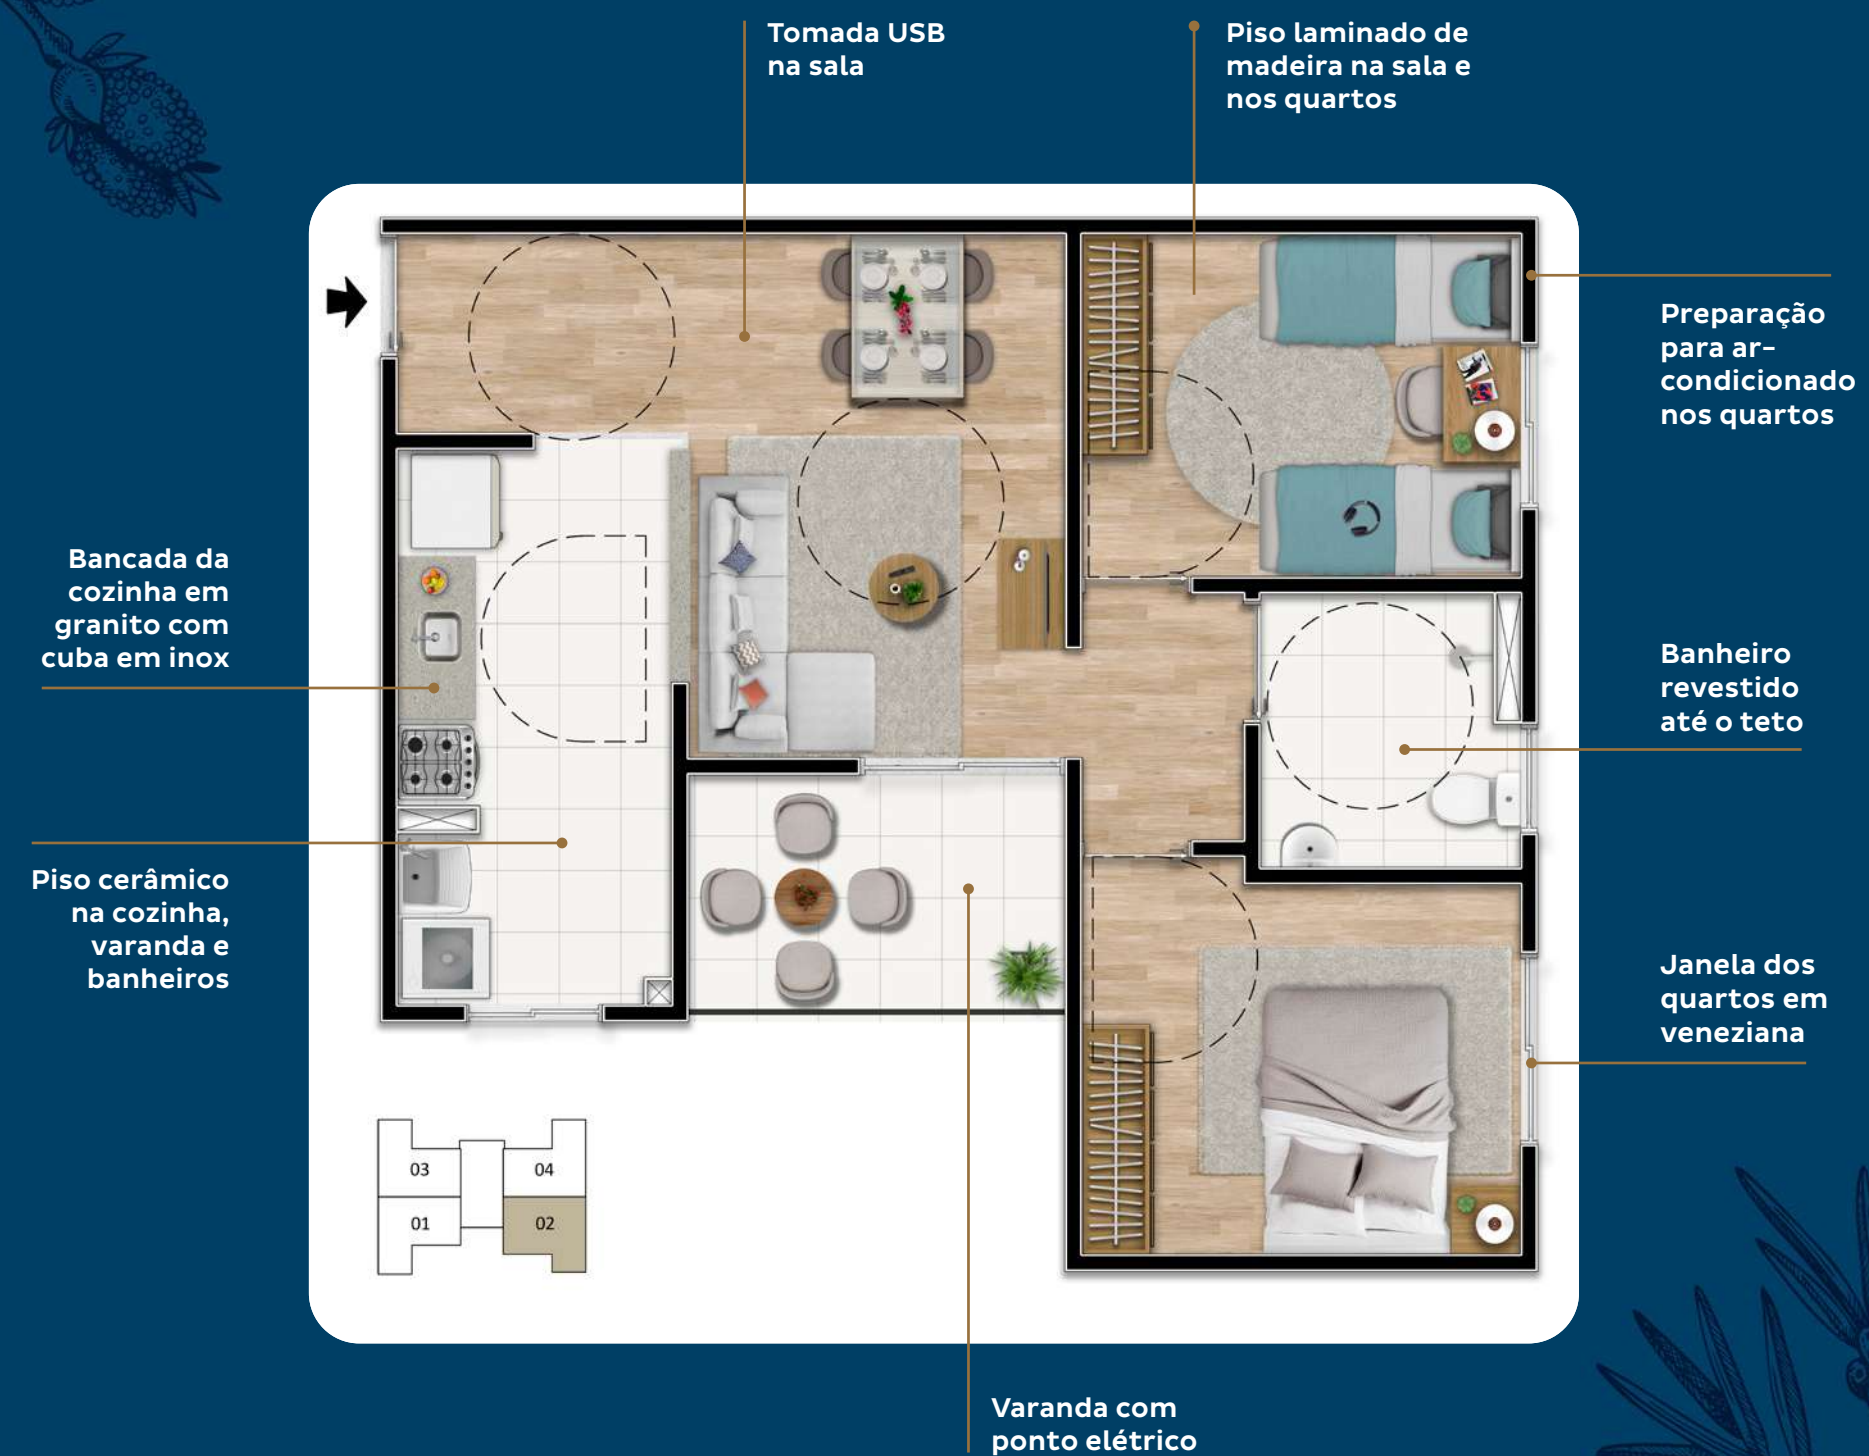 Tomada USB
na sala
Piso laminado de
madeira na sala e
nos quartos
Preparação
para ar-
condicionado
nos quartos
Bancada da
cozinha em
granito com
cuba em inox
Banheiro
revestido
até o teto
Piso cerâmico
na cozinha,
varanda e
banheiros
Janela dos
quartos em
veneziana
03
04
01
02
Varanda com
ponto elétrico